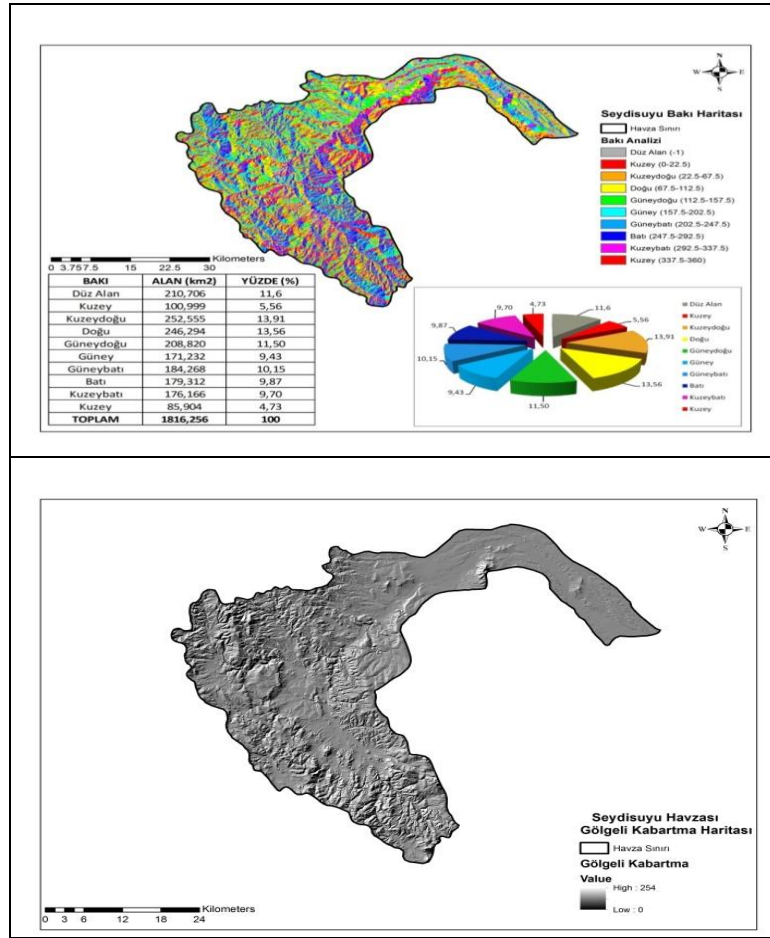 N
W E
S
Seydisuyu Bakı Haritası
Havza Sınırı
Bakı Analizi
Düz Alan (-1)
Kuzey (0-22.5)
Kuzeydoğu (22.5-67.5)
Doğu (67.5-112.5)
Güneydoğu (112.5-157.5)
Güney (157.5-202.5)
Güneybatı (202.5-247.5)
Batı (247.5-292.5)
Kuzeybatı (292.5-337.5)
Kuzey (337.5-360)
Kilometers
0 3.757.5 15 22.5 30
BAKI ALAN (km2) YÜZDE (%)
Düz Alan 210,706 11,6
Kuzey 100,999 5,56
Kuzeydoğu 252,555 13,91
Doğu 246,294 13,56
Güneydoğu 208,820 11,50
Güney 171,232 9,43
Güneybatı 184,268 10,15
Batı 179,312 9,87
Kuzeybatı 176,166 9,70
Kuzey 85,904 4,73
TOPLAM 1816,256 100
9,70 4,73 11,6
9,87 5,56
13,91
10,15
13,56
9,43
11,50
Düz Alan
Kuzey
Kuzeydoğu
Doğu
Güneydoğu
Güney
Güneybatı
Batı
Kuzeybatı
Kuzey
N
W E
S
Seydisuyu Havzası
Gölgeli Kabartma Haritası
Havza Sınırı
Gölgeli Kabartma
Value
High : 254
Low : 0
Kilometers
0 3 6 12 18 24